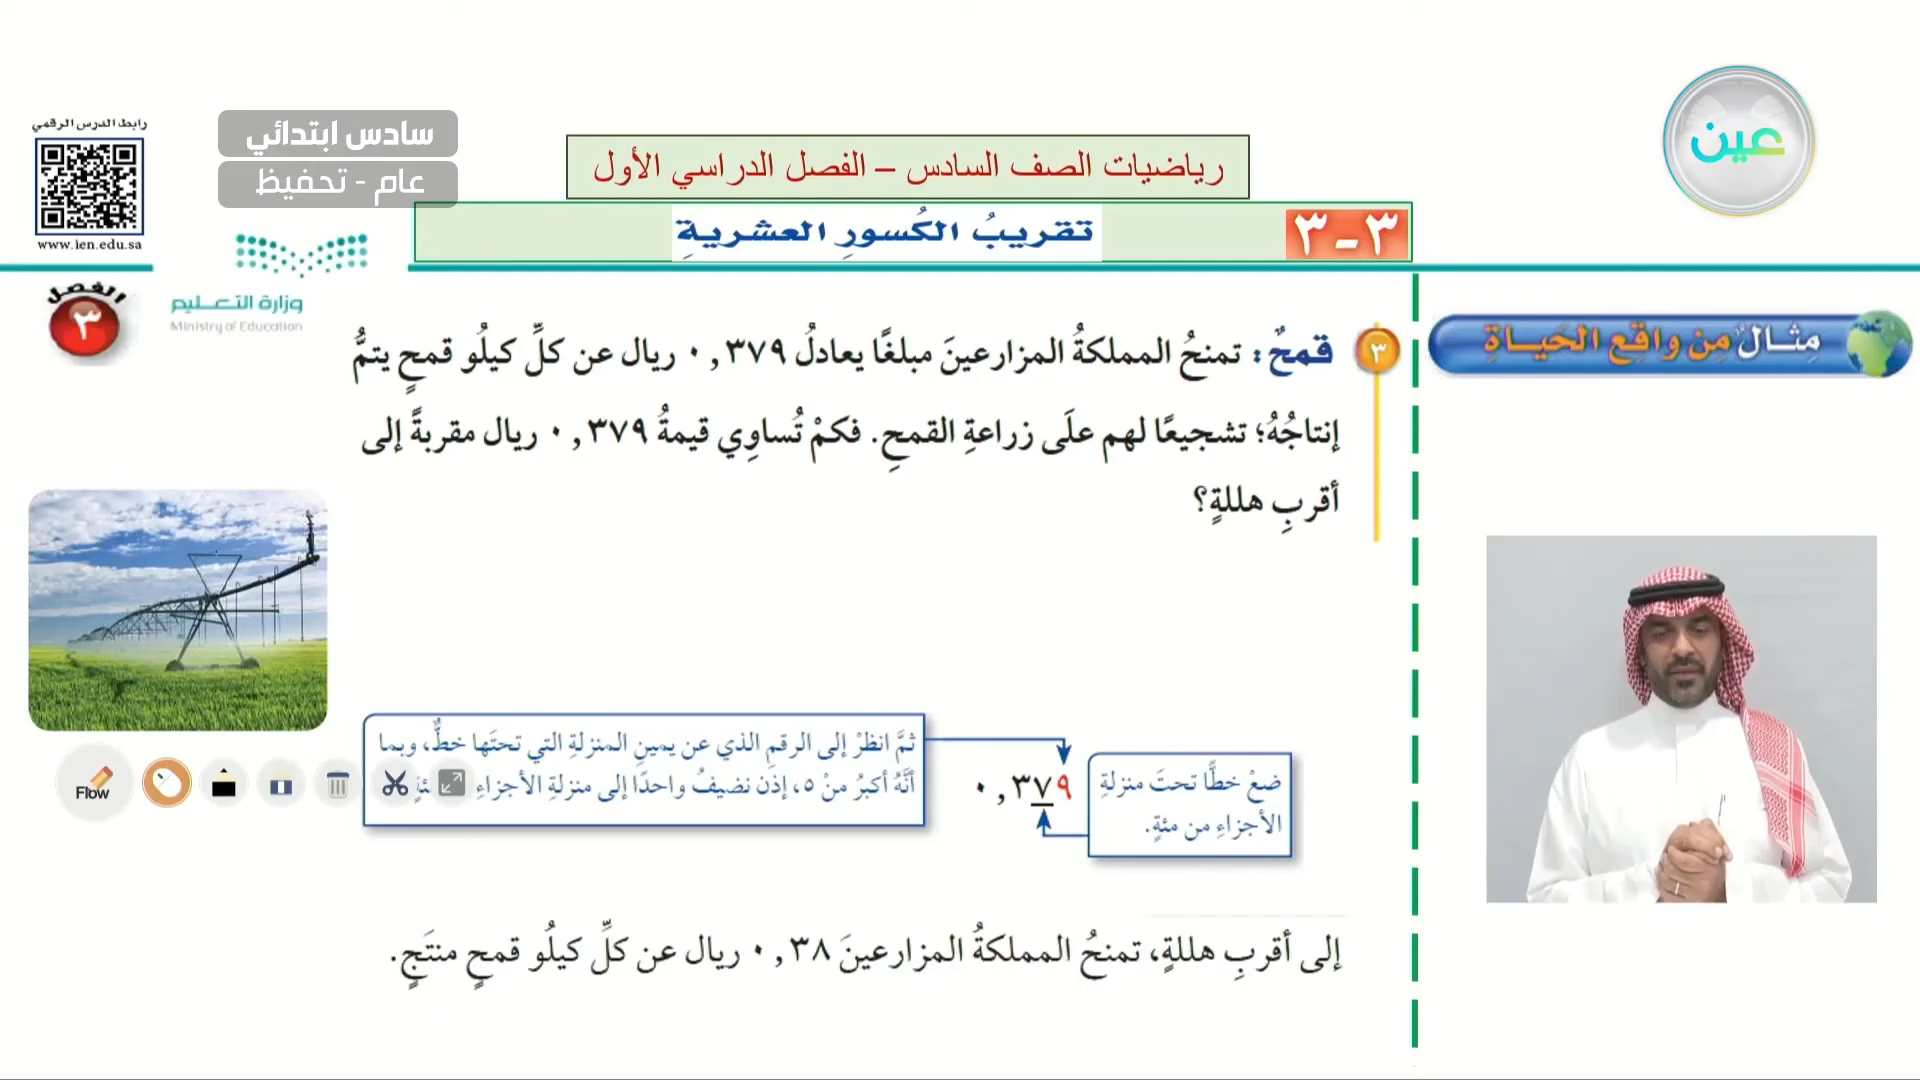 عين
رابط الدرس الرقمي
www.ien.edu.sa
سادس ابتدائي
عام - تحفيظ
رياضيات الصف السادس – الفصل الدراسي الأول
٣-٣
تقريبُ الكُسورِ العشريةِ
الفصل
٣
وزارة التعليم
Ministry of Education
مِثالٌ مِن واقِعِ الحَياةِ
٣ قمحٌ: تمنحُ المملكةُ المزارعينَ مبلغًا يعادلُ ٠,٣٧٩ ريال عن كلِّ كيلُو قمحٍ يتمُّ
إنتاجُهُ؛ تشجيعًا لهم علَى زراعةِ القمحِ. فكمْ تُساوِي قيمةُ ٠,٣٧٩ ريال مقربةً إلى
أقربِ هللةٍ؟
ضعْ خطًّا تحتَ منزلةِ
الأجزاءِ من مئةٍ.
٠,٣٧٩
ثمَّ انظرْ إلى الرقمِ الذي عن يمينِ المنزلةِ التي تحتَها خطٌّ، وبما
أنَّهُ أكبرُ منْ ٥، إذن نضيفُ واحدًا إلى منزلةِ الأجزاءِ
Flow
إلى أقربِ هللةٍ، تمنحُ المملكةُ المزارعينَ ٠,٣٨ ريال عن كلِّ كيلُو قمحٍ منتَجٍ.